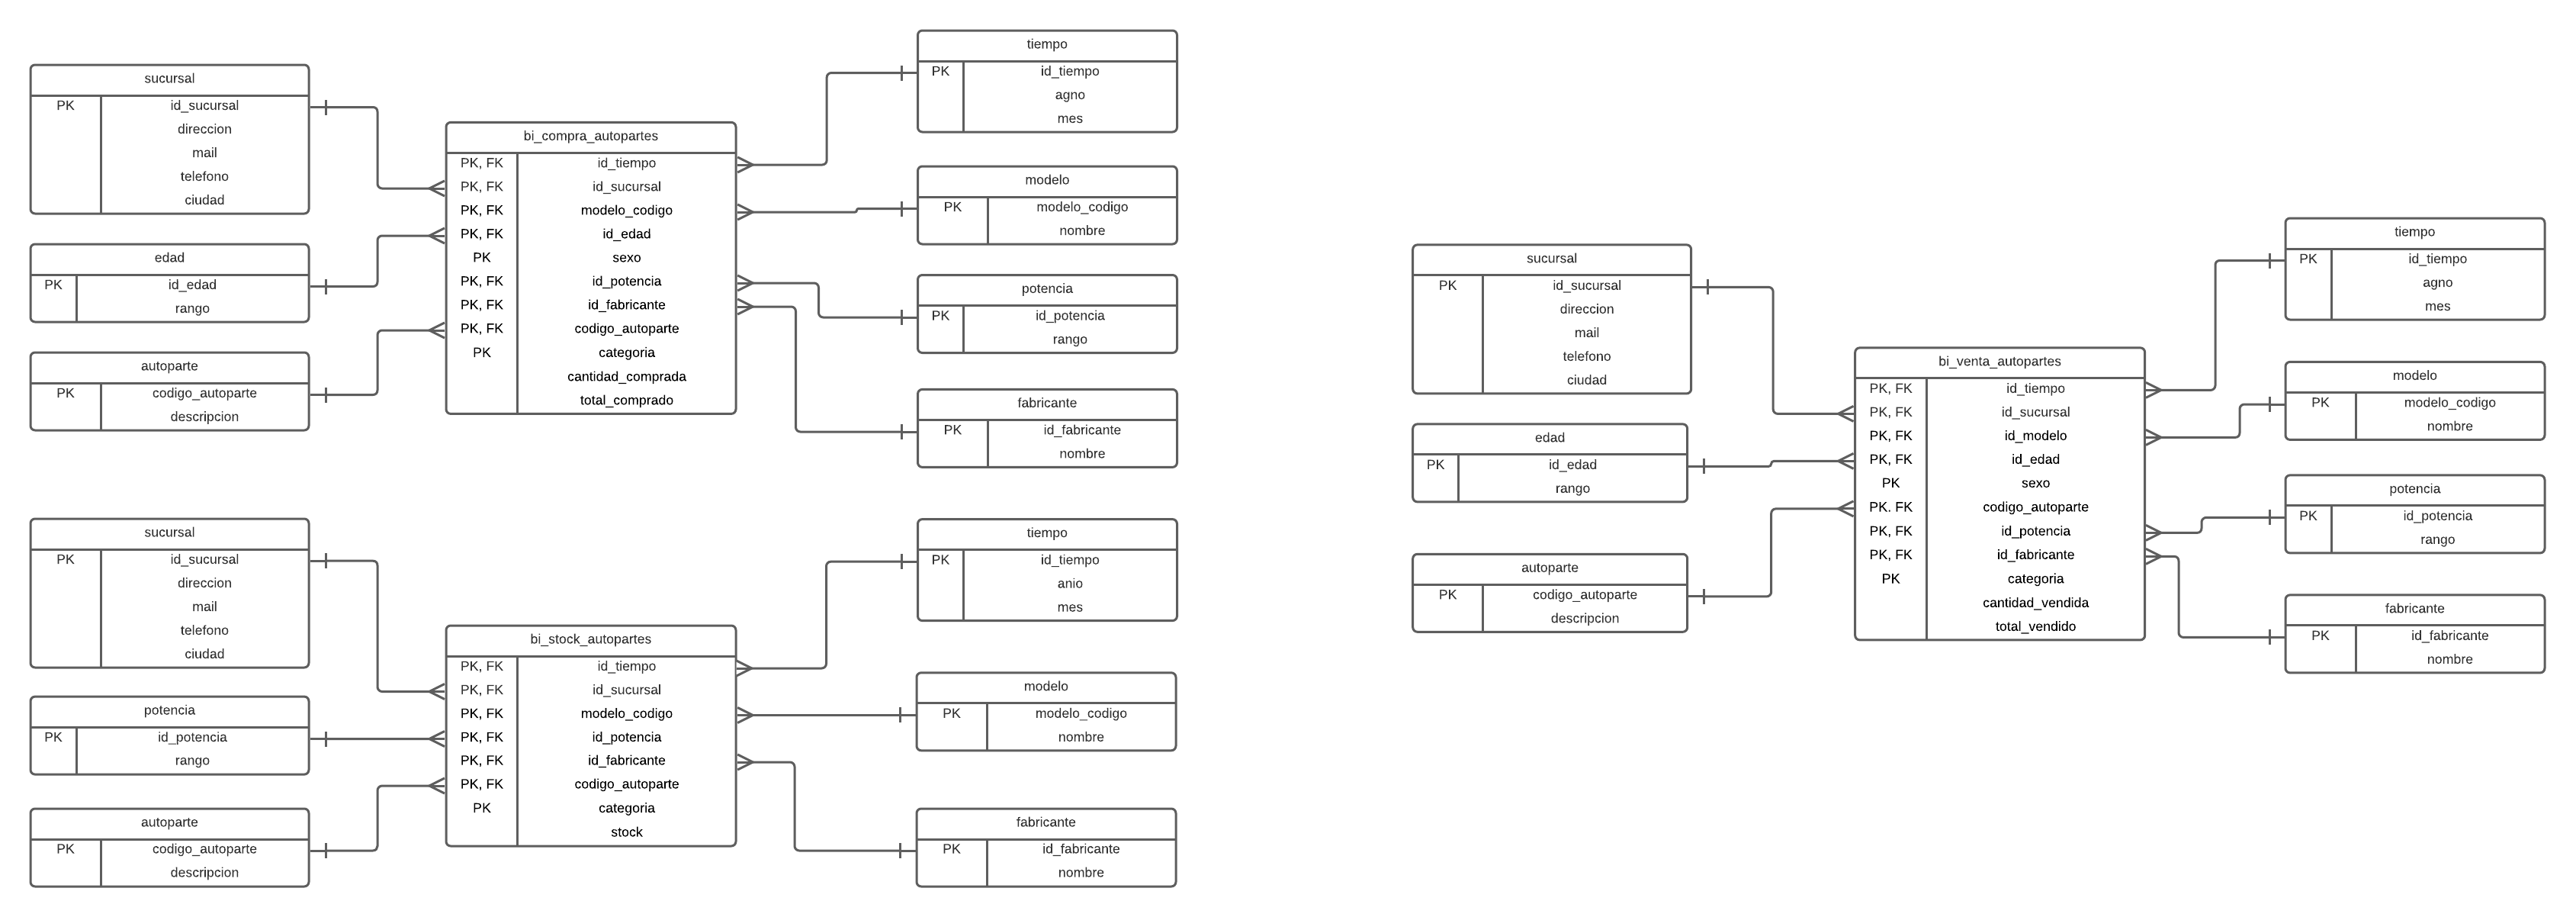 sucursal
PK id_sucursal
direccion
mail
telefono
ciudad
edad
PK id_edad
rango
autoparte
PK codigo_autoparte
descripcion
bi_compra_autopartes
PK, FK id_tiempo
PK, FK id_sucursal
PK, FK modelo_codigo
PK, FK id_edad
PK sexo
PK, FK id_potencia
PK, FK id_fabricante
PK, FK codigo_autoparte
PK categoria
cantidad_comprada
total_comprado
tiempo
PK id_tiempo
agno
mes
modelo
PK modelo_codigo
nombre
potencia
PK id_potencia
rango
fabricante
PK id_fabricante
nombre
sucursal
PK id_sucursal
direccion
mail
telefono
ciudad
potencia
PK id_potencia
rango
autoparte
PK codigo_autoparte
descripcion
bi_stock_autopartes
PK, FK id_tiempo
PK, FK id_sucursal
PK, FK modelo_codigo
PK, FK id_potencia
PK, FK id_fabricante
PK, FK codigo_autoparte
PK categoria
stock
tiempo
PK id_tiempo
anio
mes
modelo
PK modelo_codigo
nombre
fabricante
PK id_fabricante
nombre
sucursal
PK id_sucursal
direccion
mail
telefono
ciudad
edad
PK id_edad
rango
autoparte
PK codigo_autoparte
descripcion
bi_venta_autopartes
PK, FK id_tiempo
PK, FK id_sucursal
PK, FK id_modelo
PK, FK id_edad
PK sexo
PK. FK codigo_autoparte
PK, FK id_potencia
PK, FK id_fabricante
PK categoria
cantidad_vendida
total_vendido
tiempo
PK id_tiempo
agno
mes
modelo
PK modelo_codigo
nombre
potencia
PK id_potencia
rango
fabricante
PK id_fabricante
nombre